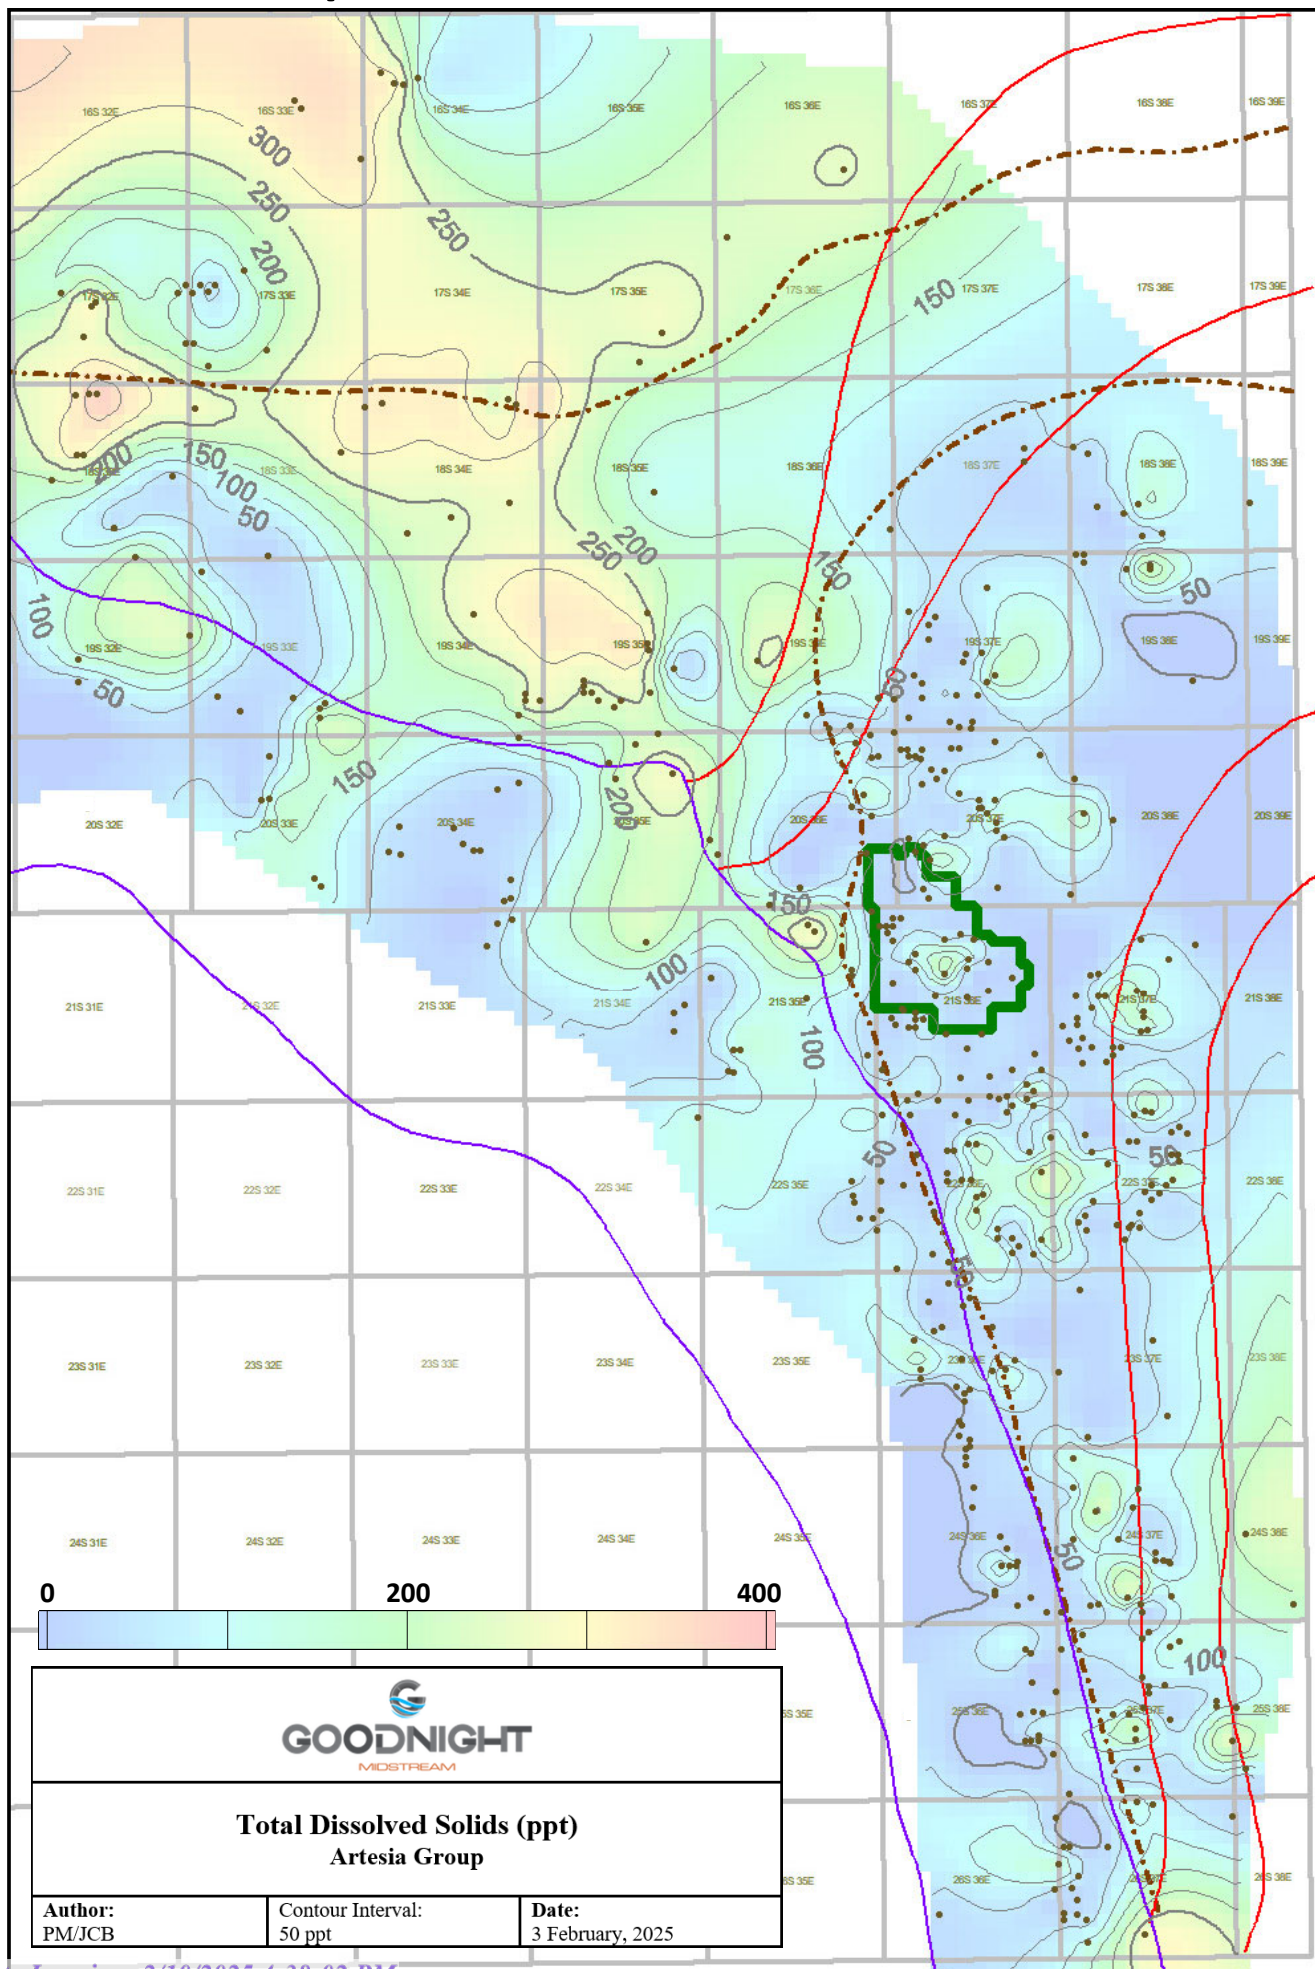 16S 32E
16S 33E
16S 34E
16S 35E
16S 36E
16S 37E
16S 38E
16S 39E
300
250
250
200
150
17S 32E
17S 33E
17S 34E
17S 35E
17S 36E
17S 37E
17S 38E
17S 39E
200
150
100
50
18S 33E
18S 34E
18S 35E
18S 36E
18S 37E
18S 38E
18S 39E
250
200
150
100
50
50
50
19S 32E
19S 33E
19S 34E
19S 35E
19S 37E
19S 38E
19S 39E
150
200
20S 32E
20S 33E
20S 34E
20S 36E
20S 37E
20S 38E
20S 39E
150
100
100
21S 31E
21S 32E
21S 33E
21S 34E
21S 35E
21S 36E
21S 37E
21S 38E
50
50
22S 31E
22S 32E
22S 33E
22S 34E
22S 35E
22S 37E
22S 38E
50
23S 31E
23S 32E
23S 33E
23S 34E
23S 35E
23S 37E
23S 38E
24S 31E
24S 32E
24S 33E
24S 34E
24S 35E
24S 36E
24S 37E
24S 38E
50
100
0 200 400
5S 35E
25S 36E
25S 38E
6S 35E
26S 36E
26S 38E
GOODNIGHT
MIDSTREAM
Total Dissolved Solids (ppt)
Artesia Group
Author:
PM/JCB
Contour Interval:
50 ppt
Date:
3 February, 2025